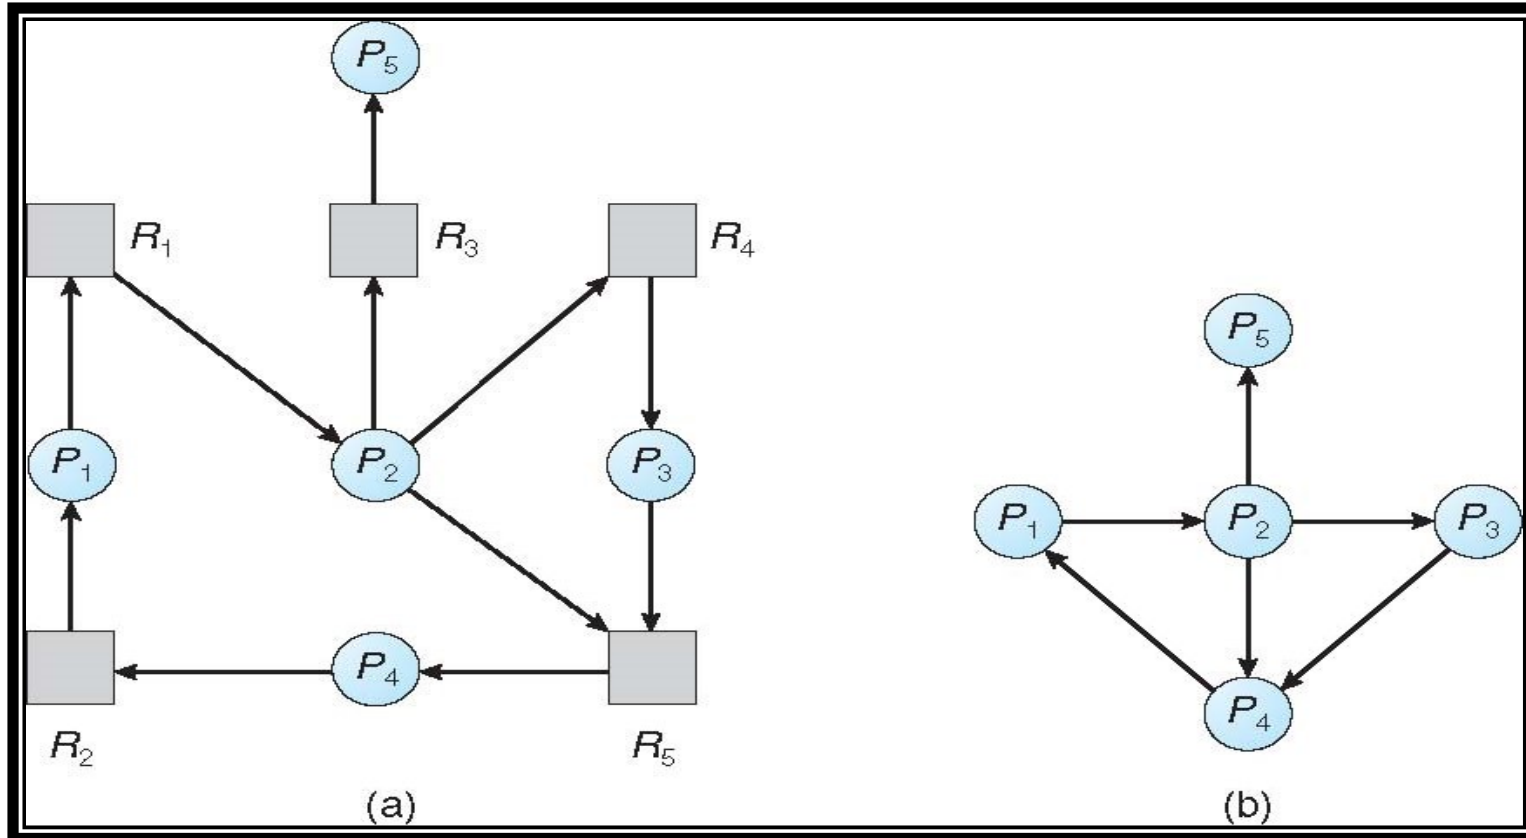 P₅
R₁
R₃
R₄
P₁
P₂
P₃
P₄
R₂
R₅
(a)
P₅
P₁
P₂
P₃
P₄
(b)